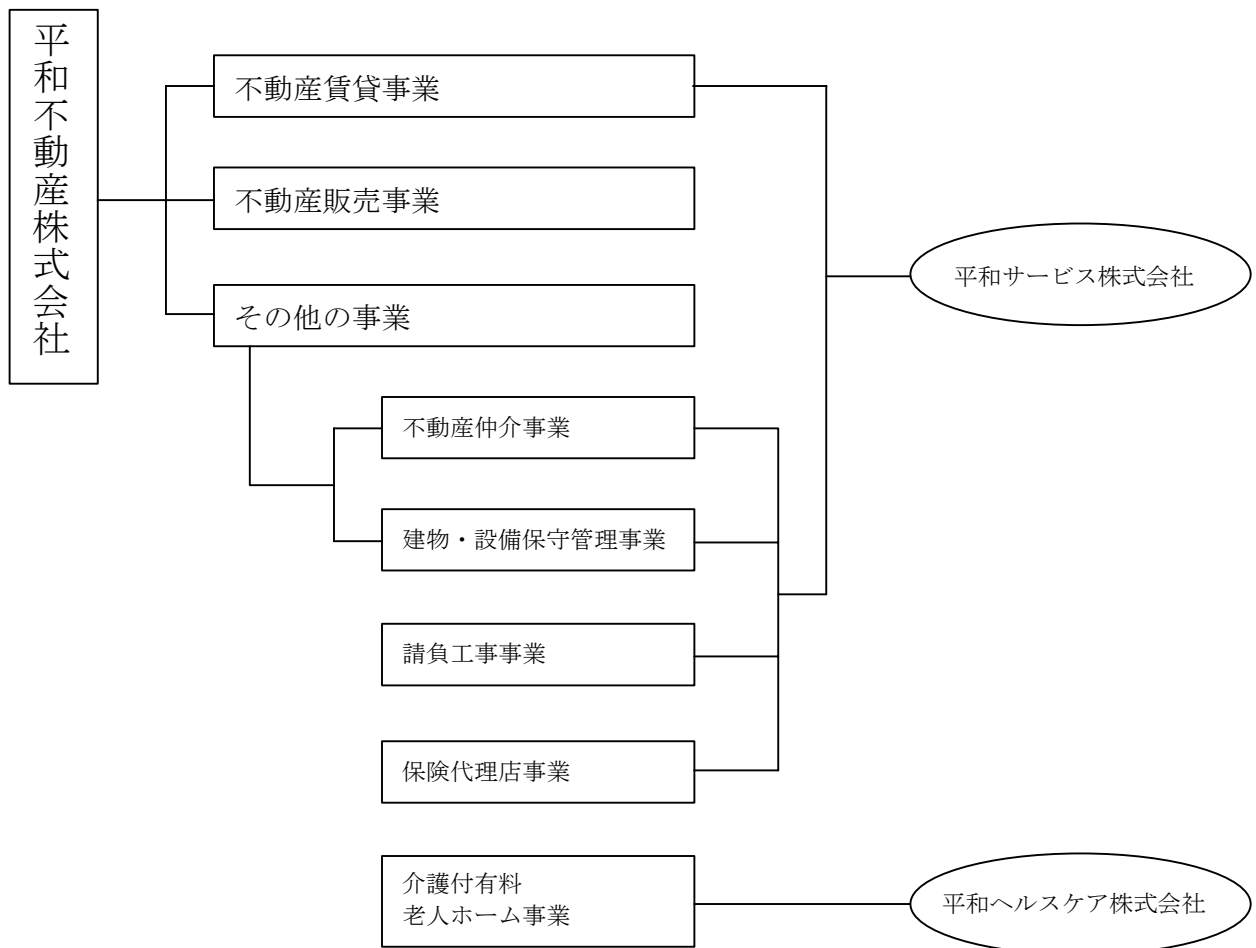 平和不動産株式会社
不動産賃貸事業
不動産販売事業
その他の事業
平和サービス株式会社
不動産仲介事業
建物・設備保守管理事業
請負工事事業
保険代理店事業
介護付有料
老人ホーム事業
平和ヘルスケア株式会社